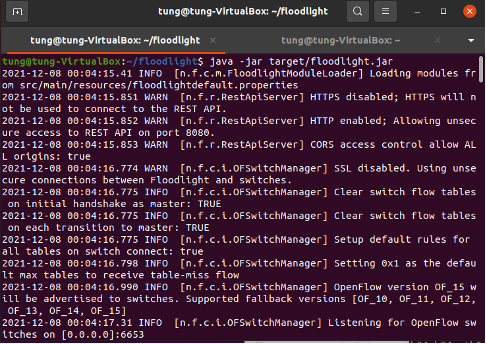 tung@tung-VirtualBox: ~/floodlight
tung@tung-VirtualBox: ~/floodlight × tung@tung-VirtualBox: ~ ×
tung@tung-VirtualBox:~/floodlight$ java -jar target/floodlight.jar
2021-12-08 00:04:15.41 INFO  [n.f.c.m.FloodlightModuleLoader] Loading modules fr
om src/main/resources/floodlightdefault.properties
2021-12-08 00:04:15.851 WARN  [n.f.r.RestApiServer] HTTPS disabled; HTTPS will n
ot be used to connect to the REST API.
2021-12-08 00:04:15.852 WARN  [n.f.r.RestApiServer] HTTP enabled; Allowing unsec
ure access to REST API on port 8080.
2021-12-08 00:04:15.853 WARN  [n.f.r.RestApiServer] CORS access control allow AL
L origins: true
2021-12-08 00:04:16.774 WARN  [n.f.c.i.OFSwitchManager] SSL disabled. Using unse
cure connections between Floodlight and switches.
2021-12-08 00:04:16.775 INFO  [n.f.c.i.OFSwitchManager] Clear switch flow tables
 on initial handshake as master: TRUE
2021-12-08 00:04:16.775 INFO  [n.f.c.i.OFSwitchManager] Clear switch flow tables
 on each transition to master: TRUE
2021-12-08 00:04:16.775 INFO  [n.f.c.i.OFSwitchManager] Setup default rules for
all tables on switch connect: true
2021-12-08 00:04:16.798 INFO  [n.f.c.i.OFSwitchManager] Setting 0x1 as the defau
lt max tables to receive table-miss flow
2021-12-08 00:04:16.990 INFO  [n.f.c.i.OFSwitchManager] OpenFlow version OF_15 w
ill be advertised to switches. Supported fallback versions [OF_10, OF_11, OF_12,
 OF_13, OF_14, OF_15]
2021-12-08 00:04:17.31 INFO  [n.f.c.i.OFSwitchManager] Listening for OpenFlow sw
itches on [0.0.0.0]:6653